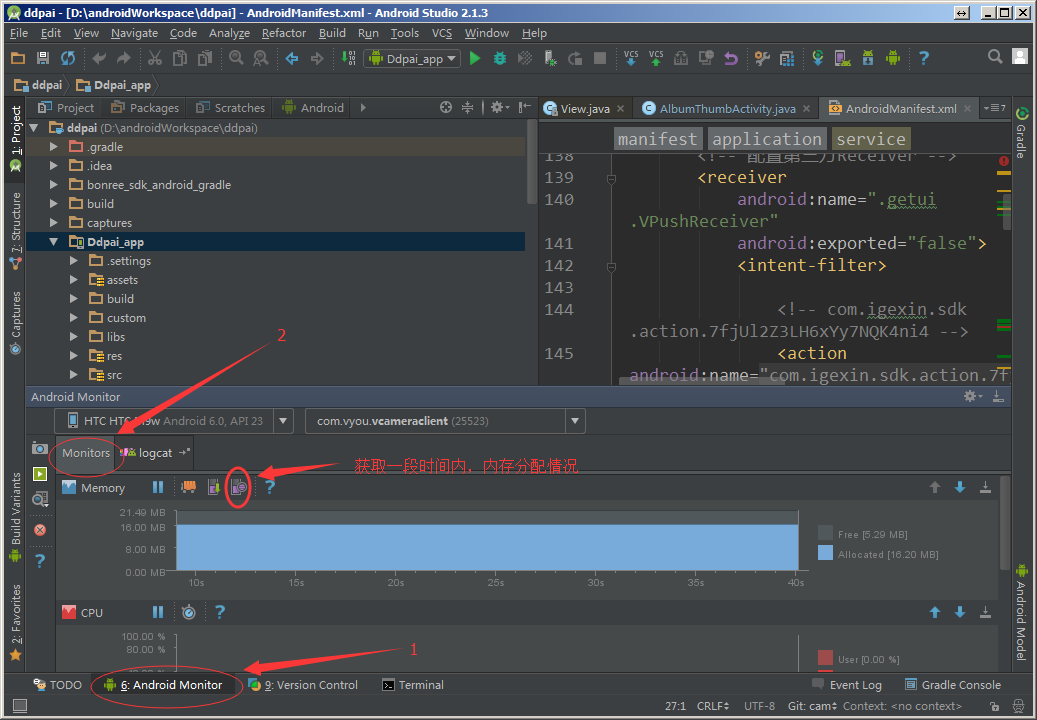 ddpai - [D:\androidWorkspace\ddpai] - AndroidManifest.xml - Android Studio 2.1.3
File Edit View Navigate Code Analyze Refactor Build Run Tools VCS Window Help
Ddpai_app VCS VCS
ddpai Ddpai_app
Project Packages Scratches Android
View.java AlbumThumbActivity.java AndroidManifest.xml
ddpai (D:\androidWorkspace\ddpai)
.gradle
.idea
bonree_sdk_android_gradle
build
captures
Ddpai_app
.settings
assets
build
custom
libs
res
src
manifest application service
138 <!-- 配置第三方Receiver -->
139 <receiver
140 android:name=".getui
.VPushReceiver"
141 android:exported="false">
142 <intent-filter>
143
144 <!-- com.igexin.sdk
.action.7fjUl2Z3LH6xYy7NQK4ni4 -->
145 <action
android:name="com.igexin.sdk.action.7f
1: Project
7: Structure
Captures
Build Variants
2: Favorites
Gradle
Android Model
2
Android Monitor
HTC HTC M9w Android 6.0, API 23 com.vyou.vcameraclient (25523)
Monitors logcat
获取一段时间内，内存分配情况
Memory
21.49 MB
16.00 MB
8.00 MB
0.00 MB
10s 15s 20s 25s 30s 35s 40s
Free [5.29 MB]
Allocated [16.20 MB]
CPU
100.00 %
80.00 %
User [0.00 %]
1
TODO 6: Android Monitor 9: Version Control Terminal Event Log Gradle Console
27:1 CRLF UTF-8 Git: cam Context: <no context>